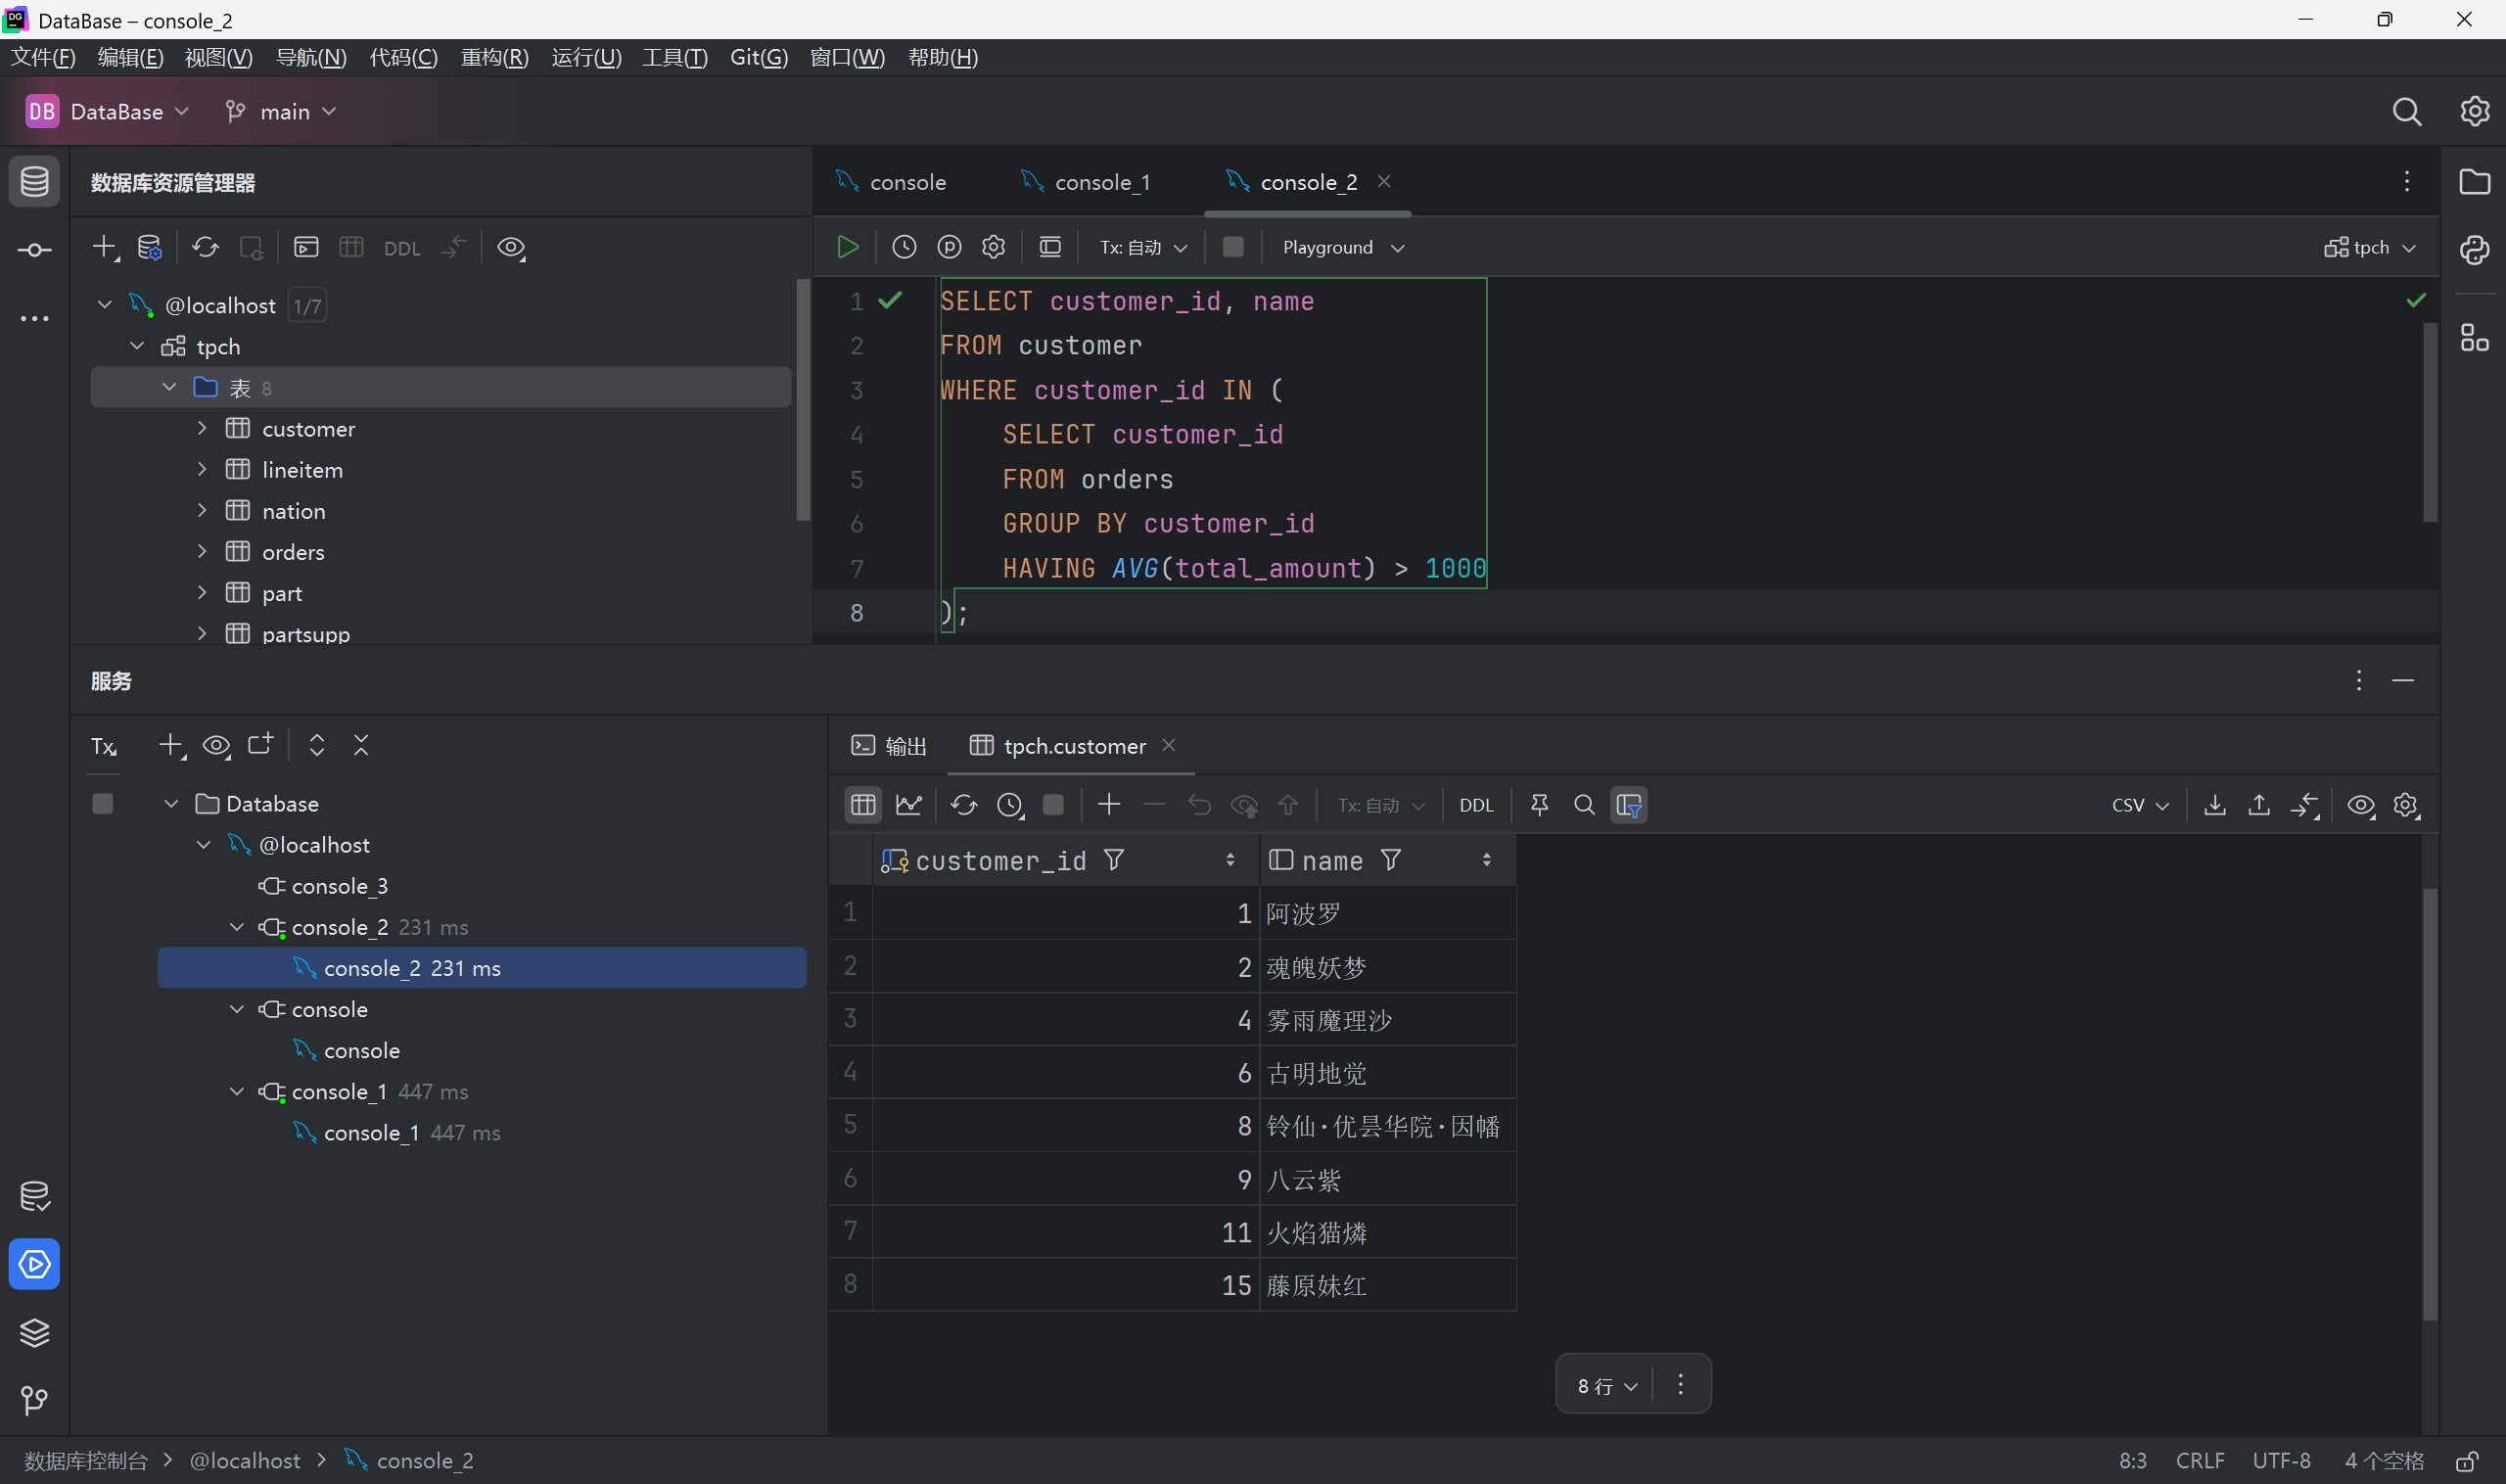 DataBase – console_2
文件(F) 编辑(E) 视图(V) 导航(N) 代码(C) 重构(R) 运行(U) 工具(T) Git(G) 窗口(W) 帮助(H)
DB DataBase main
数据库资源管理器
DDL
@localhost 1/7
tpch
表 8
customer
lineitem
nation
orders
part
partsupp
console console_1 console_2
Tx: 自动 Playground tpch
1 SELECT customer_id, name
2 FROM customer
3 WHERE customer_id IN (
4 SELECT customer_id
5 FROM orders
6 GROUP BY customer_id
7 HAVING AVG(total_amount) > 1000
8 );
服务
Tx
Database
@localhost
console_3
console_2 231 ms
console_2 231 ms
console
console
console_1 447 ms
console_1 447 ms
输出 tpch.customer
Tx: 自动 DDL CSV
customer_id name
1 1 阿波罗
2 2 魂魄妖梦
3 4 雾雨魔理沙
4 6 古明地觉
5 8 铃仙·优昙华院·因幡
6 9 八云紫
7 11 火焰猫燐
8 15 藤原妹红
8 行
数据库控制台 @localhost console_2
8:3 CRLF UTF-8 4 个空格